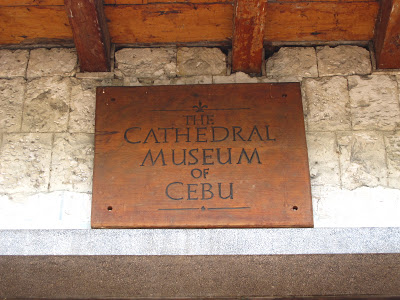 THE
CATHEDRAL
MUSEUM
OF
CEBU